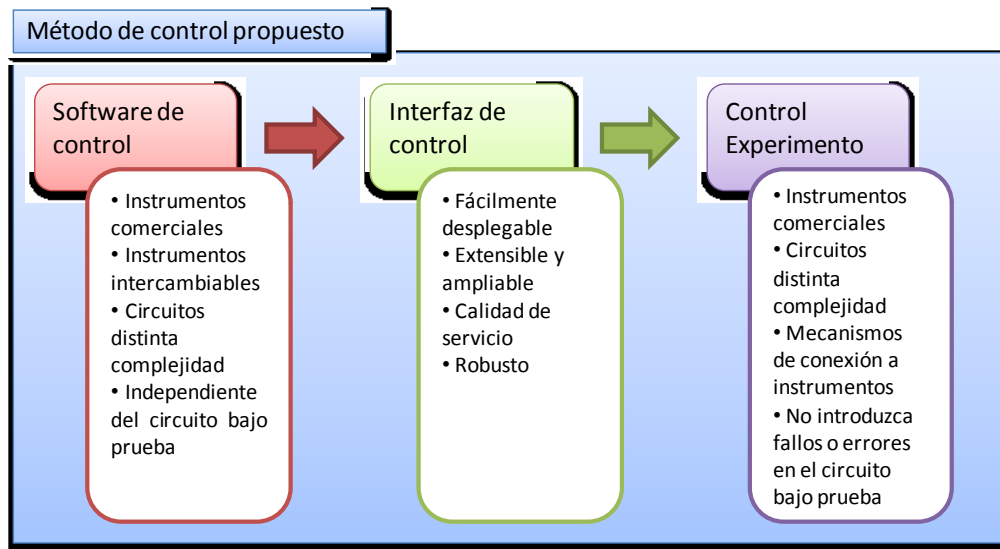 Método de control propuesto
Software de
control
• Instrumentos
comerciales
• Instrumentos
intercambiables
• Circuitos
distinta
complejidad
• Independiente
del circuito bajo
prueba
Interfaz de
control
• Fácilmente
desplegable
• Extensible y
ampliable
• Calidad de
servicio
• Robusto
Control
Experimento
• Instrumentos
comerciales
• Circuitos
distinta
complejidad
• Mecanismos
de conexión a
instrumentos
• No introduzca
fallos o errores
en el circuito
bajo prueba